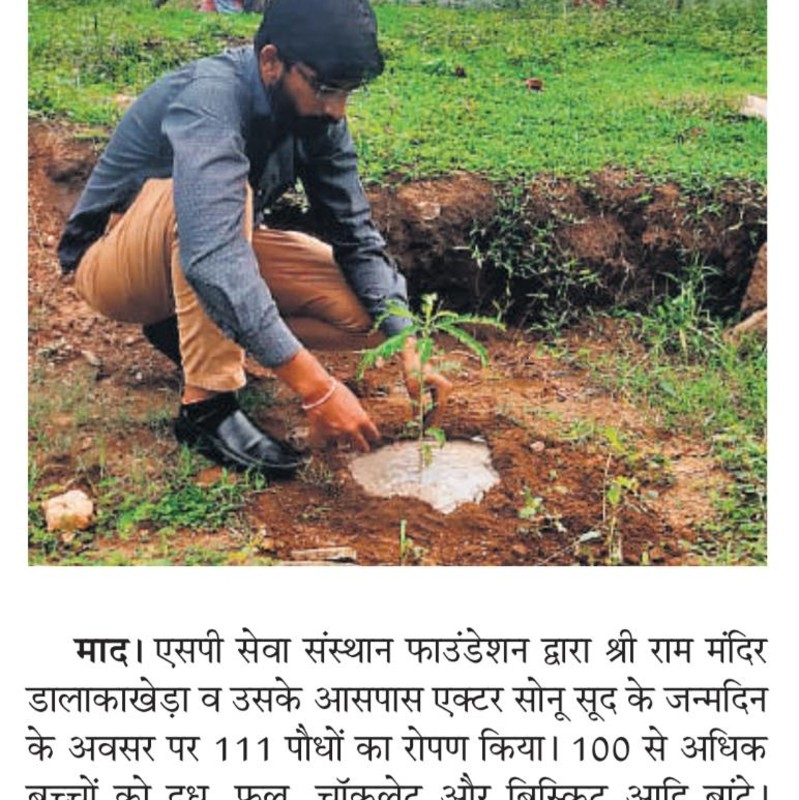 माद। एसपी सेवा संस्थान फाउंडेशन द्वारा श्री राम मंदिर
डालाकाखेड़ा व उसके आसपास एक्टर सोनू सूद के जन्मदिन
के अवसर पर 111 पौधों का रोपण किया। 100 से अधिक
बच्चों को दूध, फल, चॉकलेट और बिस्किट आदि बांटे।